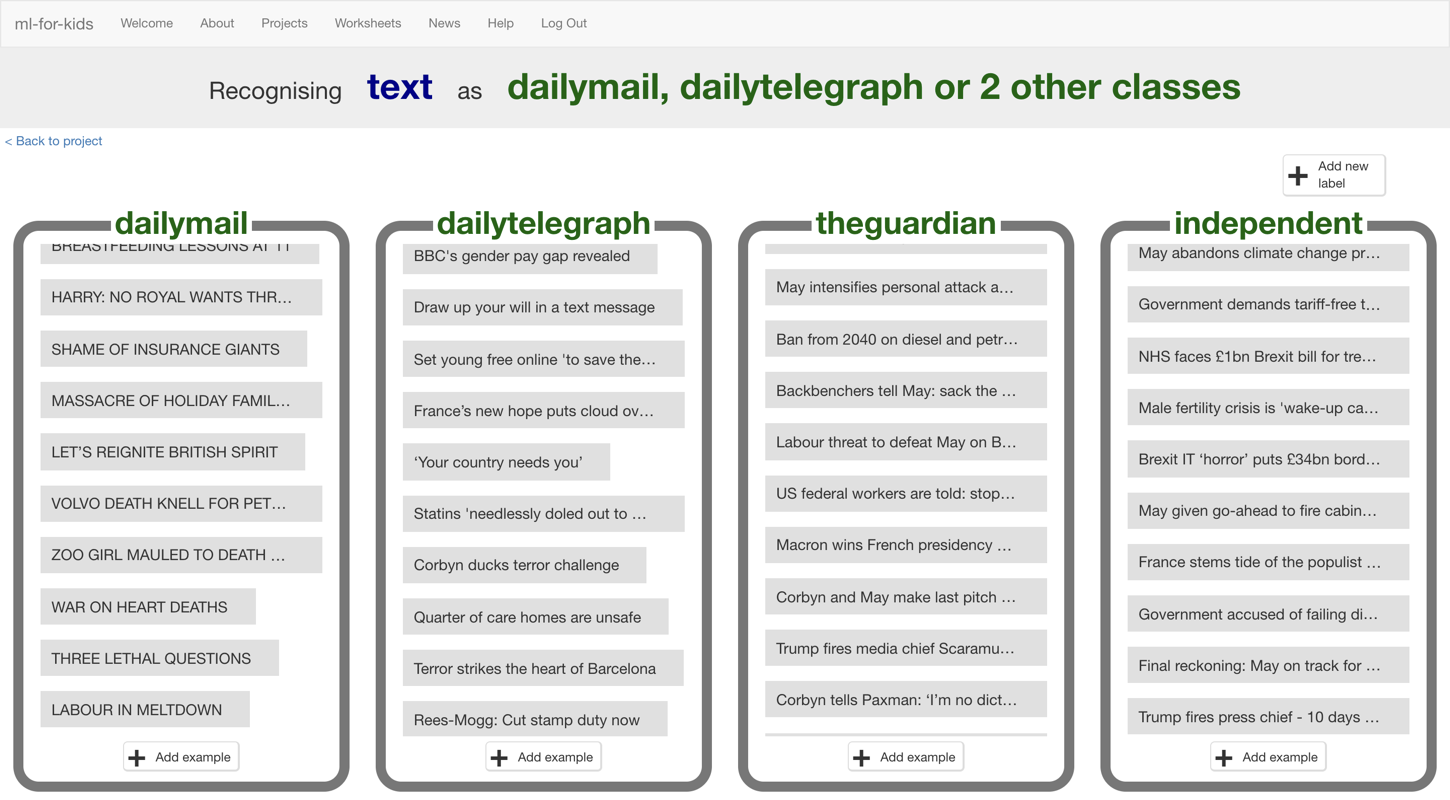 ml-for-kids Welcome About Projects Worksheets News Help Log Out
Recognising text as dailymail, dailytelegraph or 2 other classes
< Back to project
Add new
label
dailymail
BREASTFEEDING LESSONS AT 11
HARRY: NO ROYAL WANTS THR...
SHAME OF INSURANCE GIANTS
MASSACRE OF HOLIDAY FAMIL...
LET’S REIGNITE BRITISH SPIRIT
VOLVO DEATH KNELL FOR PET...
ZOO GIRL MAULED TO DEATH ...
WAR ON HEART DEATHS
THREE LETHAL QUESTIONS
LABOUR IN MELTDOWN
Add example
dailytelegraph
BBC's gender pay gap revealed
Draw up your will in a text message
Set young free online 'to save the...
France’s new hope puts cloud ov...
‘Your country needs you’
Statins 'needlessly doled out to ...
Corbyn ducks terror challenge
Quarter of care homes are unsafe
Terror strikes the heart of Barcelona
Rees-Mogg: Cut stamp duty now
Add example
theguardian
May intensifies personal attack a...
Ban from 2040 on diesel and petr...
Backbenchers tell May: sack the ...
Labour threat to defeat May on B...
US federal workers are told: stop...
Macron wins French presidency ...
Corbyn and May make last pitch ...
Trump fires media chief Scaramu...
Corbyn tells Paxman: ‘I’m no dict...
Add example
independent
May abandons climate change pr...
Government demands tariff-free t...
NHS faces £1bn Brexit bill for tre...
Male fertility crisis is 'wake-up ca...
Brexit IT ‘horror’ puts £34bn bord...
May given go-ahead to fire cabin...
France stems tide of the populist ...
Government accused of failing di...
Final reckoning: May on track for ...
Trump fires press chief - 10 days ...
Add example